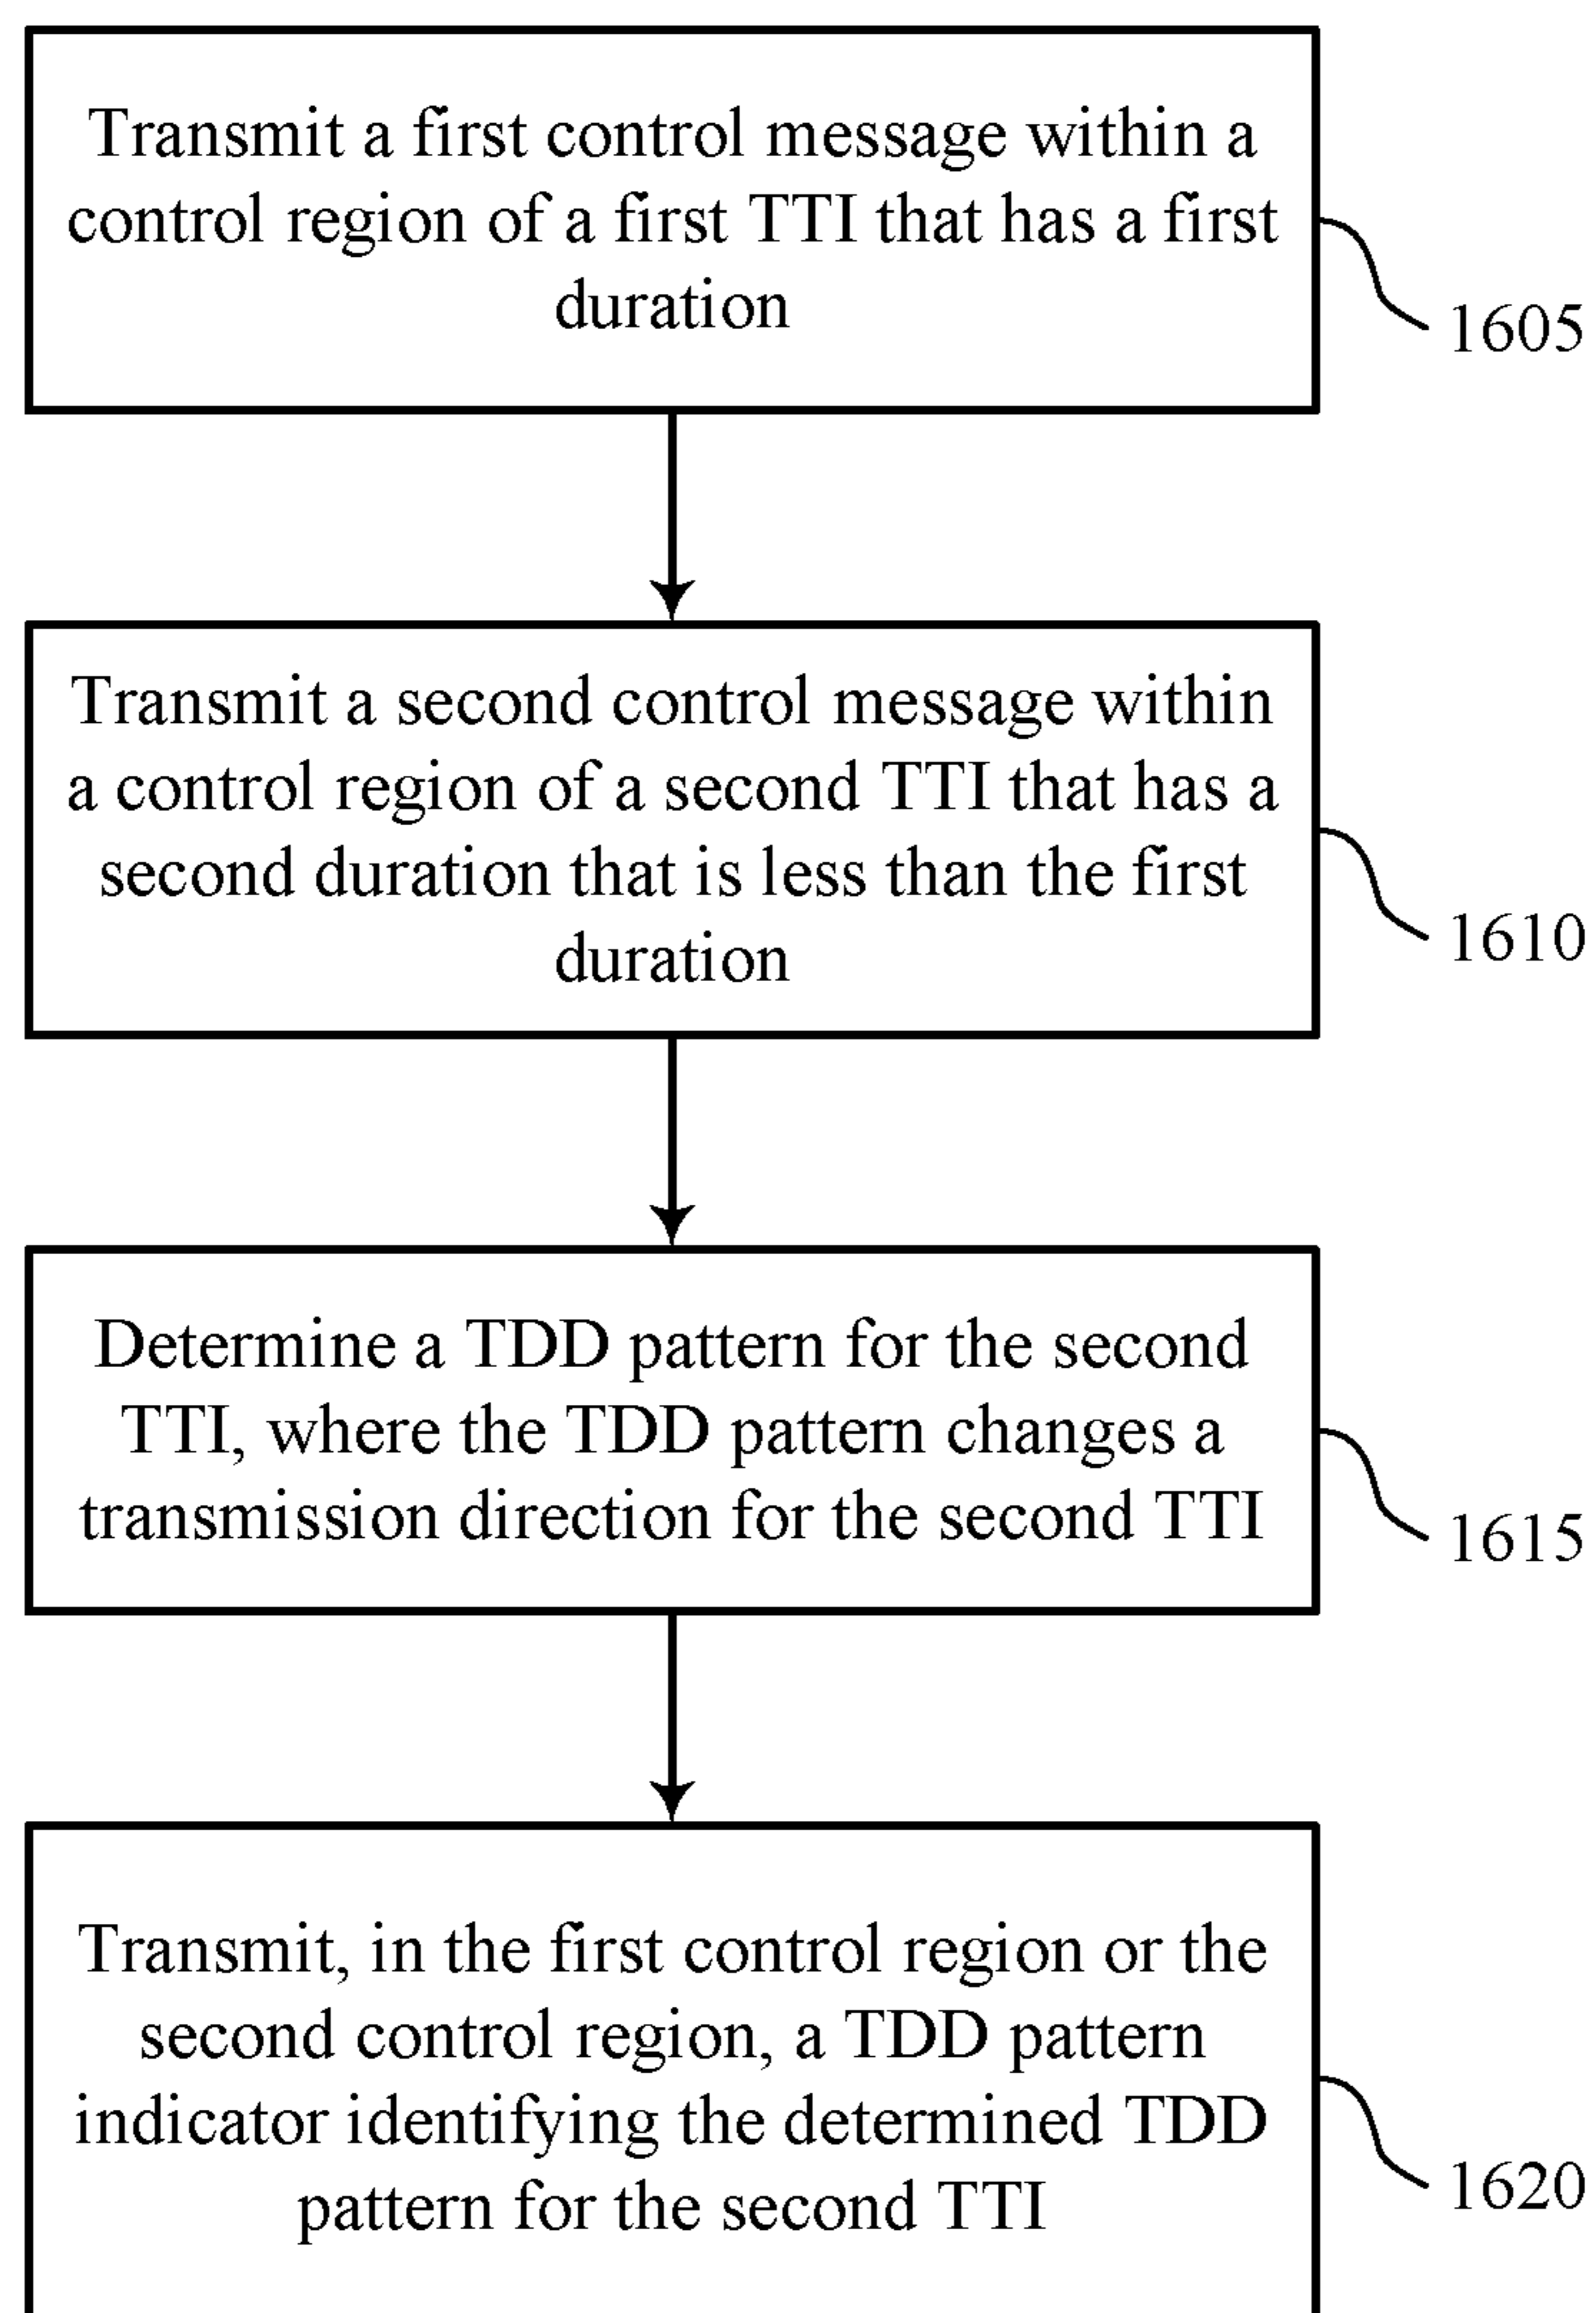 Transmit a first control message within a
control region of a first TTI that has a first
duration
1605
Transmit a second control message within
a control region of a second TTI that has a
second duration that is less than the first
duration
1610
Determine a TDD pattern for the second
TTI, where the TDD pattern changes a
transmission direction for the second TTI
1615
Transmit, in the first control region or the
second control region, a TDD pattern
indicator identifying the determined TDD
pattern for the second TTI
1620